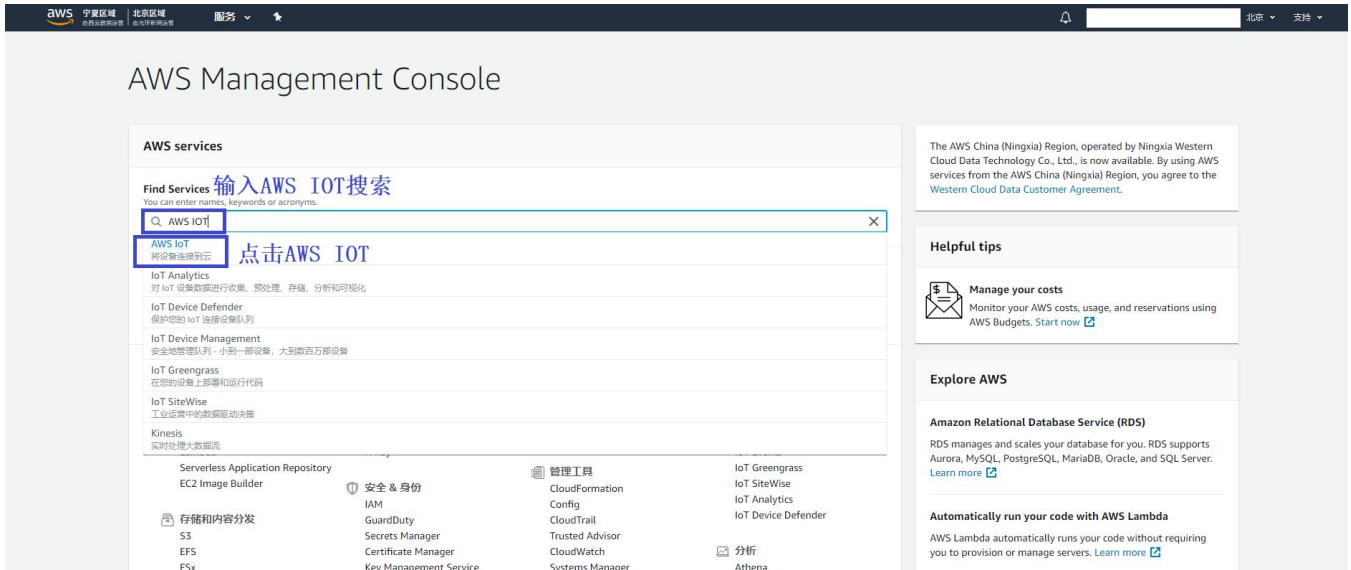 aws 宁夏区域 北京区域 服务 北京 支持
由西云数据运营 由光环新网运营
AWS Management Console
AWS services
Find Services 输入AWS IOT搜索
You can enter names, keywords or acronyms.
AWS IOT
AWS IoT
将设备连接到云
点击AWS IOT
IoT Analytics
对 IoT 设备数据进行收集、预处理、存储、分析和可视化
IoT Device Defender
保护您的 IoT 连接设备队列
IoT Device Management
安全地管理队列 - 小到一部设备，大到数百万部设备
IoT Greengrass
在您的设备上部署和运行代码
IoT SiteWise
工业运营中的数据驱动决策
Kinesis
实时处理大数据流
Serverless Application Repository
EC2 Image Builder
存储和内容分发
S3
EFS
FSx
安全 & 身份
IAM
GuardDuty
Secrets Manager
Certificate Manager
Key Management Service
管理工具
CloudFormation
Config
CloudTrail
Trusted Advisor
CloudWatch
Systems Manager
IoT Greengrass
IoT SiteWise
IoT Analytics
IoT Device Defender
分析
Athena
The AWS China (Ningxia) Region, operated by Ningxia Western
Cloud Data Technology Co., Ltd., is now available. By using AWS
services from the AWS China (Ningxia) Region, you agree to the
Western Cloud Data Customer Agreement.
Helpful tips
Manage your costs
Monitor your AWS costs, usage, and reservations using
AWS Budgets. Start now
Explore AWS
Amazon Relational Database Service (RDS)
RDS manages and scales your database for you. RDS supports
Aurora, MySQL, PostgreSQL, MariaDB, Oracle, and SQL Server.
Learn more
Automatically run your code with AWS Lambda
AWS Lambda automatically runs your code without requiring
you to provision or manage servers. Learn more